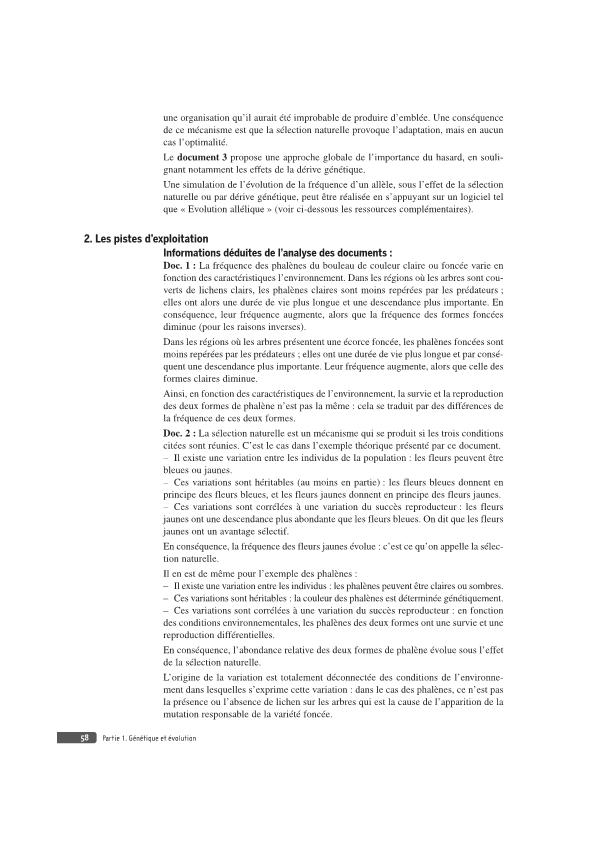 une organisation qu'il aurait été improbable de produire d'emblée. Une conséquence
de ce mécanisme est que la sélection naturelle provoque l'adaptation, mais en aucun
cas l'optimalité.
Le document 3 propose une approche globale de l'importance du hasard, en souli-
gnant notamment les effets de la dérive génétique.
Une simulation de l'évolution de la fréquence d'un allèle, sous l'effet de la sélection
naturelle ou par dérive génétique, peut être réalisée en s'appuyant sur un logiciel tel
que « Evolution allélique » (voir ci-dessous les ressources complémentaires).
2. Les pistes d'exploitation
Informations déduites de l'analyse des documents :
Doc. 1 : La fréquence des phalènes du bouleau de couleur claire ou foncée varie en
fonction des caractéristiques l'environnement. Dans les régions où les arbres sont cou-
verts de lichens clairs, les phalènes claires sont moins repérées par les prédateurs ;
elles ont alors une durée de vie plus longue et une descendance plus importante. En
conséquence, leur fréquence augmente, alors que la fréquence des formes foncées
diminue (pour les raisons inverses).
Dans les régions où les arbres présentent une écorce foncée, les phalènes foncées sont
moins repérées par les prédateurs ; elles ont une durée de vie plus longue et par consé-
quent une descendance plus importante. Leur fréquence augmente, alors que celle des
formes claires diminue.
Ainsi, en fonction des caractéristiques de l'environnement, la survie et la reproduction
des deux formes de phalène n'est pas la même : cela se traduit par des différences de
la fréquence de ces deux formes.
Doc. 2 : La sélection naturelle est un mécanisme qui se produit si les trois conditions
citées sont réunies. C'est le cas dans l'exemple théorique présenté par ce document.
– Il existe une variation entre les individus de la population : les fleurs peuvent être
bleues ou jaunes.
– Ces variations sont héritables (au moins en partie) : les fleurs bleues donnent en
principe des fleurs bleues, et les fleurs jaunes donnent en principe des fleurs jaunes.
– Ces variations sont corrélées à une variation du succès reproducteur : les fleurs
jaunes ont une descendance plus abondante que les fleurs bleues. On dit que les fleurs
jaunes ont un avantage sélectif.
En conséquence, la fréquence des fleurs jaunes évolue : c'est ce qu'on appelle la sélec-
tion naturelle.
Il en est de même pour l'exemple des phalènes :
– Il existe une variation entre les individus : les phalènes peuvent être claires ou sombres.
– Ces variations sont héritables : la couleur des phalènes est déterminée génétiquement.
– Ces variations sont corrélées à une variation du succès reproducteur : en fonction
des conditions environnementales, les phalènes des deux formes ont une survie et une
reproduction différentielles.
En conséquence, l'abondance relative des deux formes de phalène évolue sous l'effet
de la sélection naturelle.
L'origine de la variation est totalement déconnectée des conditions de l'environne-
ment dans lesquelles s'exprime cette variation : dans le cas des phalènes, ce n'est pas
la présence ou l'absence de lichen sur les arbres qui est la cause de l'apparition de la
mutation responsable de la variété foncée.
58 Partie 1. Génétique et évolution